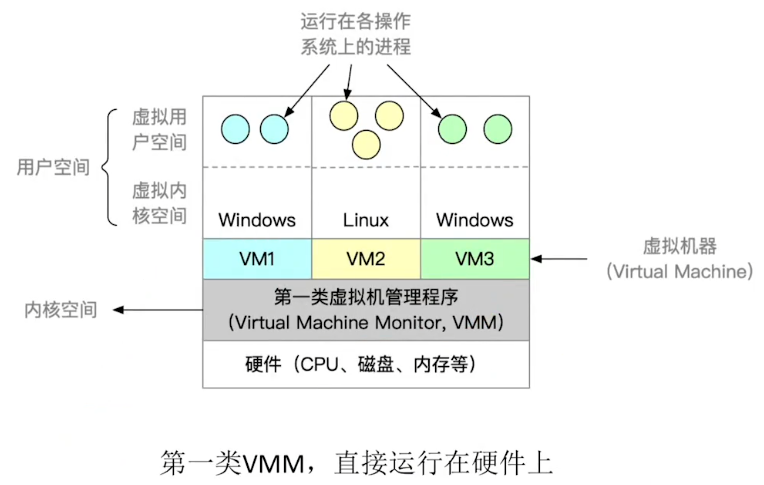 运行在各操作
系统上的进程
虚拟用
户空间
用户空间
虚拟内
核空间
Windows
Linux
Windows
VM1
VM2
VM3
虚拟机器
（Virtual Machine）
内核空间
第一类虚拟机管理程序
（Virtual Machine Monitor, VMM）
硬件（CPU、磁盘、内存等）
第一类VMM，直接运行在硬件上